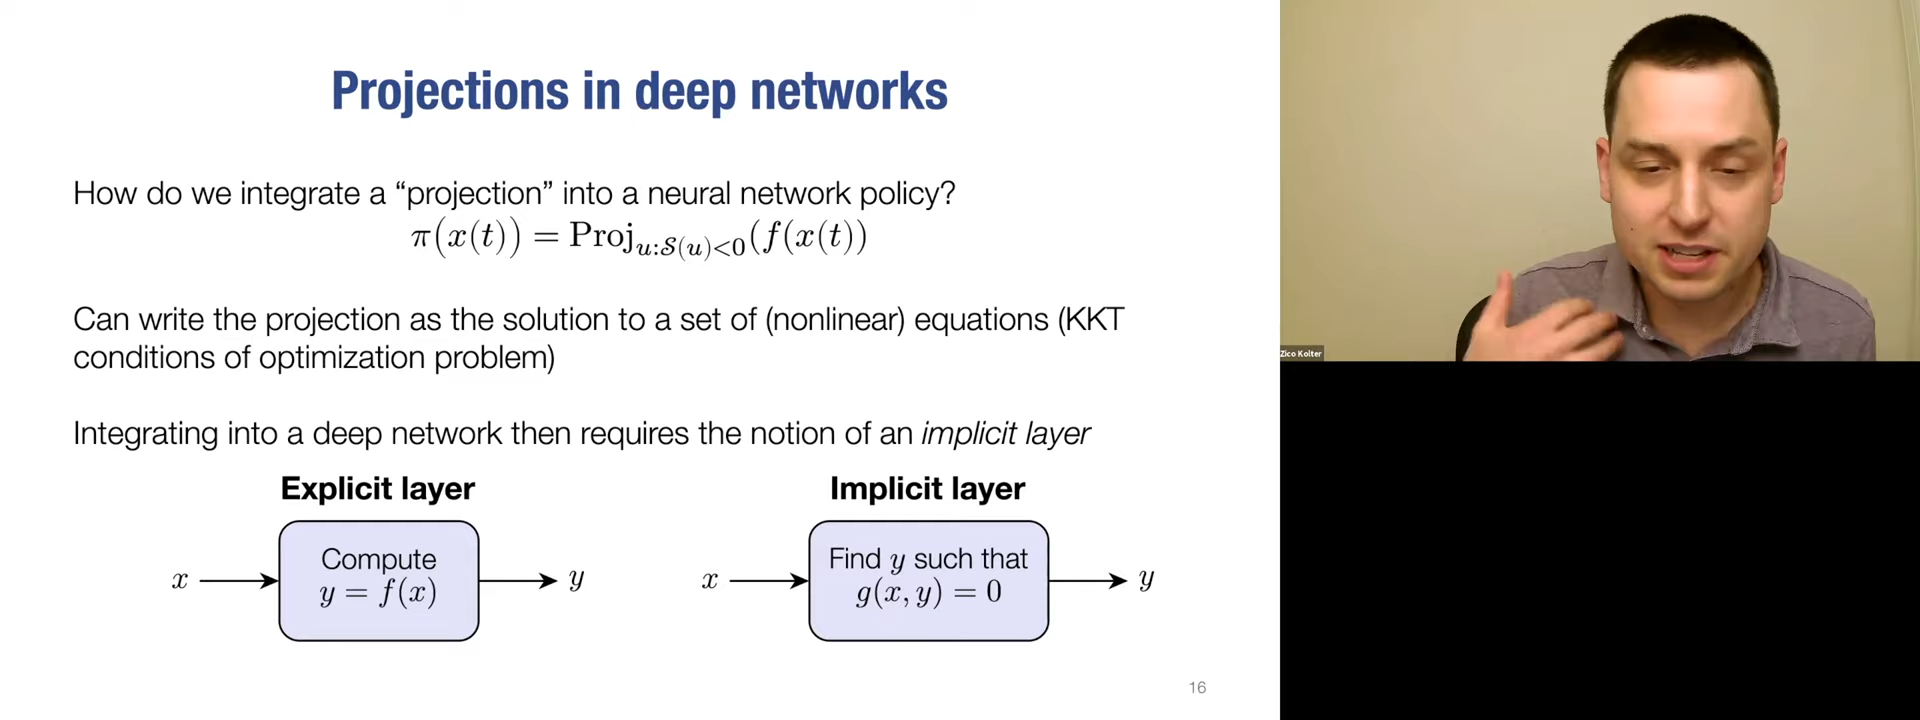 Projections in deep networks
How do we integrate a “projection” into a neural network policy?
π(x(t)) = Proj_{u:𝒮(u)<0}(f(x(t))
Can write the projection as the solution to a set of (nonlinear) equations (KKT
conditions of optimization problem)
Integrating into a deep network then requires the notion of an implicit layer
Explicit layer
x
Compute
y = f(x)
y
Implicit layer
x
Find y such that
g(x, y) = 0
y
16
Zico Kolter